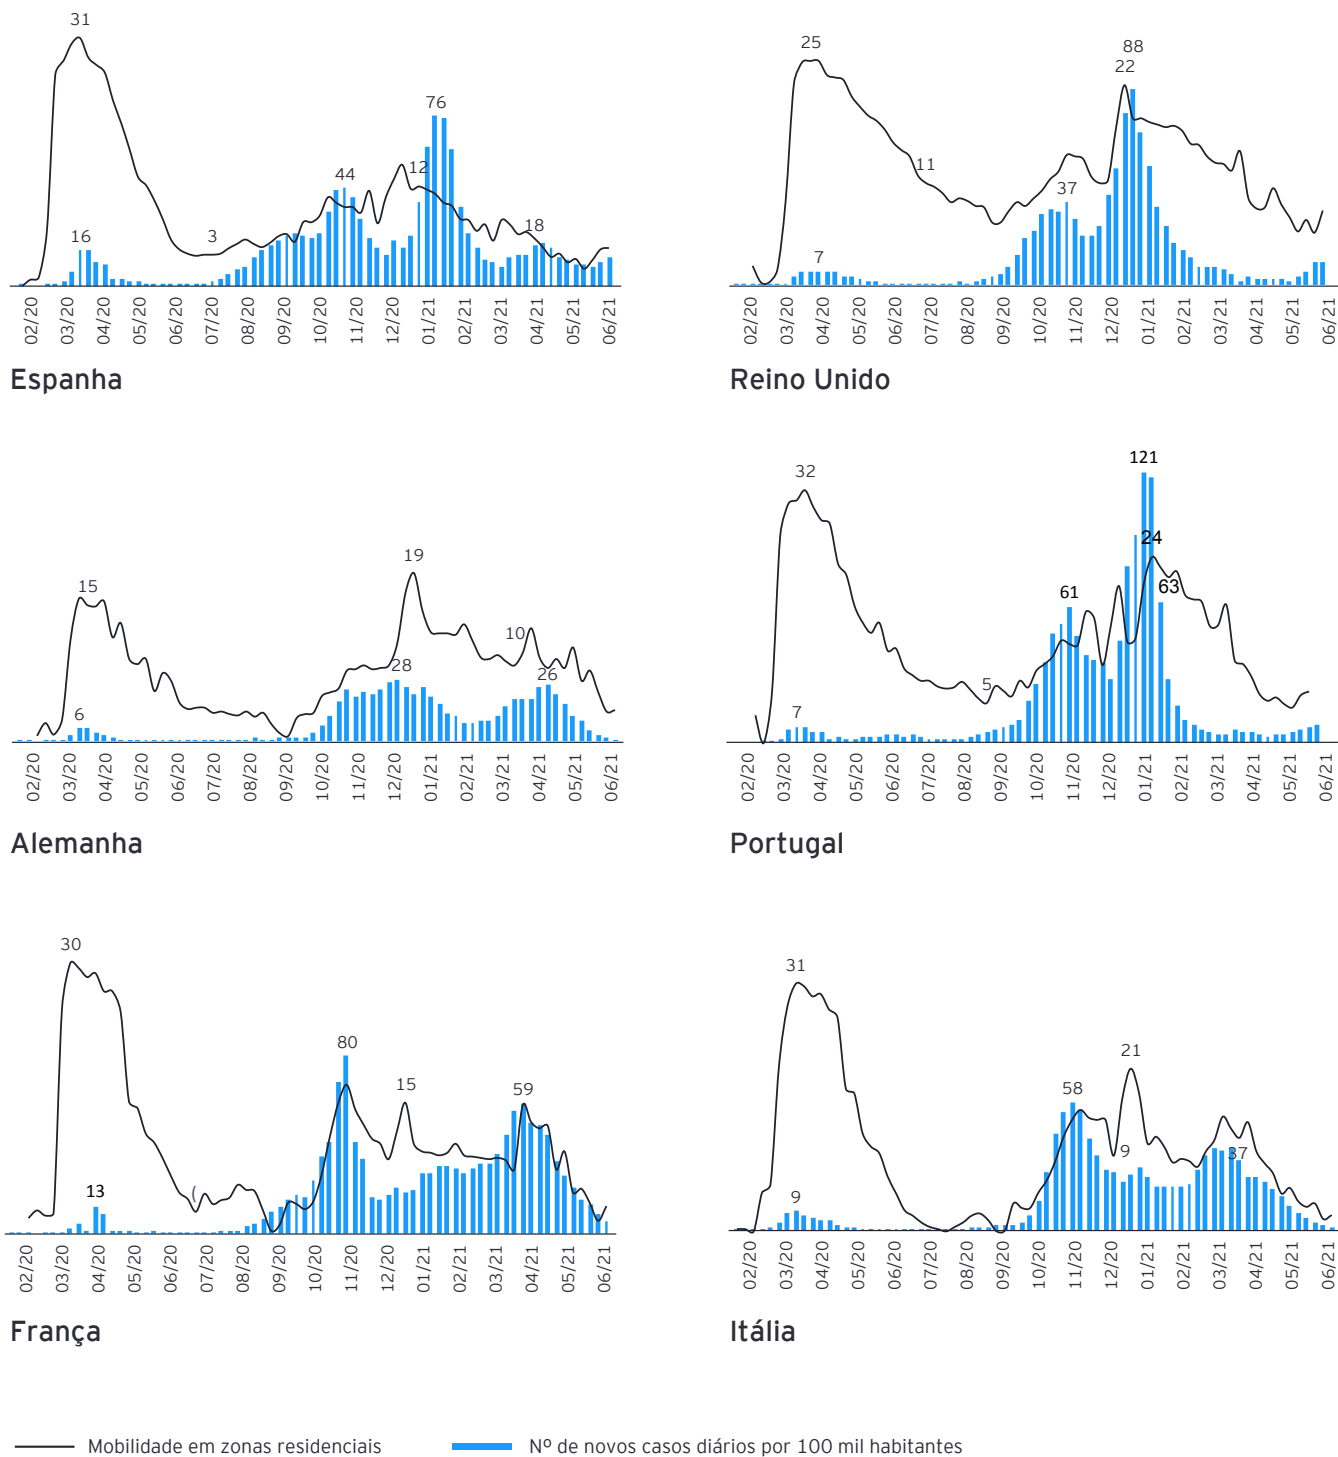 31
76
44
12
16
3
18
02/20 03/20 04/20 05/20 06/20 07/20 08/20 09/20 10/20 11/20 12/20 01/21 02/21 03/21 04/21 05/21 06/21
Espanha
25
88
22
11
37
7
02/20 03/20 04/20 05/20 06/20 07/20 08/20 09/20 10/20 11/20 12/20 01/21 02/21 03/21 04/21 05/21 06/21
Reino Unido
19
15
10
28
26
6
02/20 03/20 04/20 05/20 06/20 07/20 08/20 09/20 10/20 11/20 12/20 01/21 02/21 03/21 04/21 05/21 06/21
Alemanha
121
32
24
61
63
5
7
02/20 03/20 04/20 05/20 06/20 07/20 08/20 09/20 10/20 11/20 12/20 01/21 02/21 03/21 04/21 05/21 06/21
Portugal
30
80
15
59
13
(
02/20 03/20 04/20 05/20 06/20 07/20 08/20 09/20 10/20 11/20 12/20 01/21 02/21 03/21 04/21 05/21 06/21
França
31
21
58
9
37
9
02/20 03/20 04/20 05/20 06/20 07/20 08/20 09/20 10/20 11/20 12/20 01/21 02/21 03/21 04/21 05/21 06/21
Itália
Mobilidade em zonas residenciais
Nº de novos casos diários por 100 mil habitantes